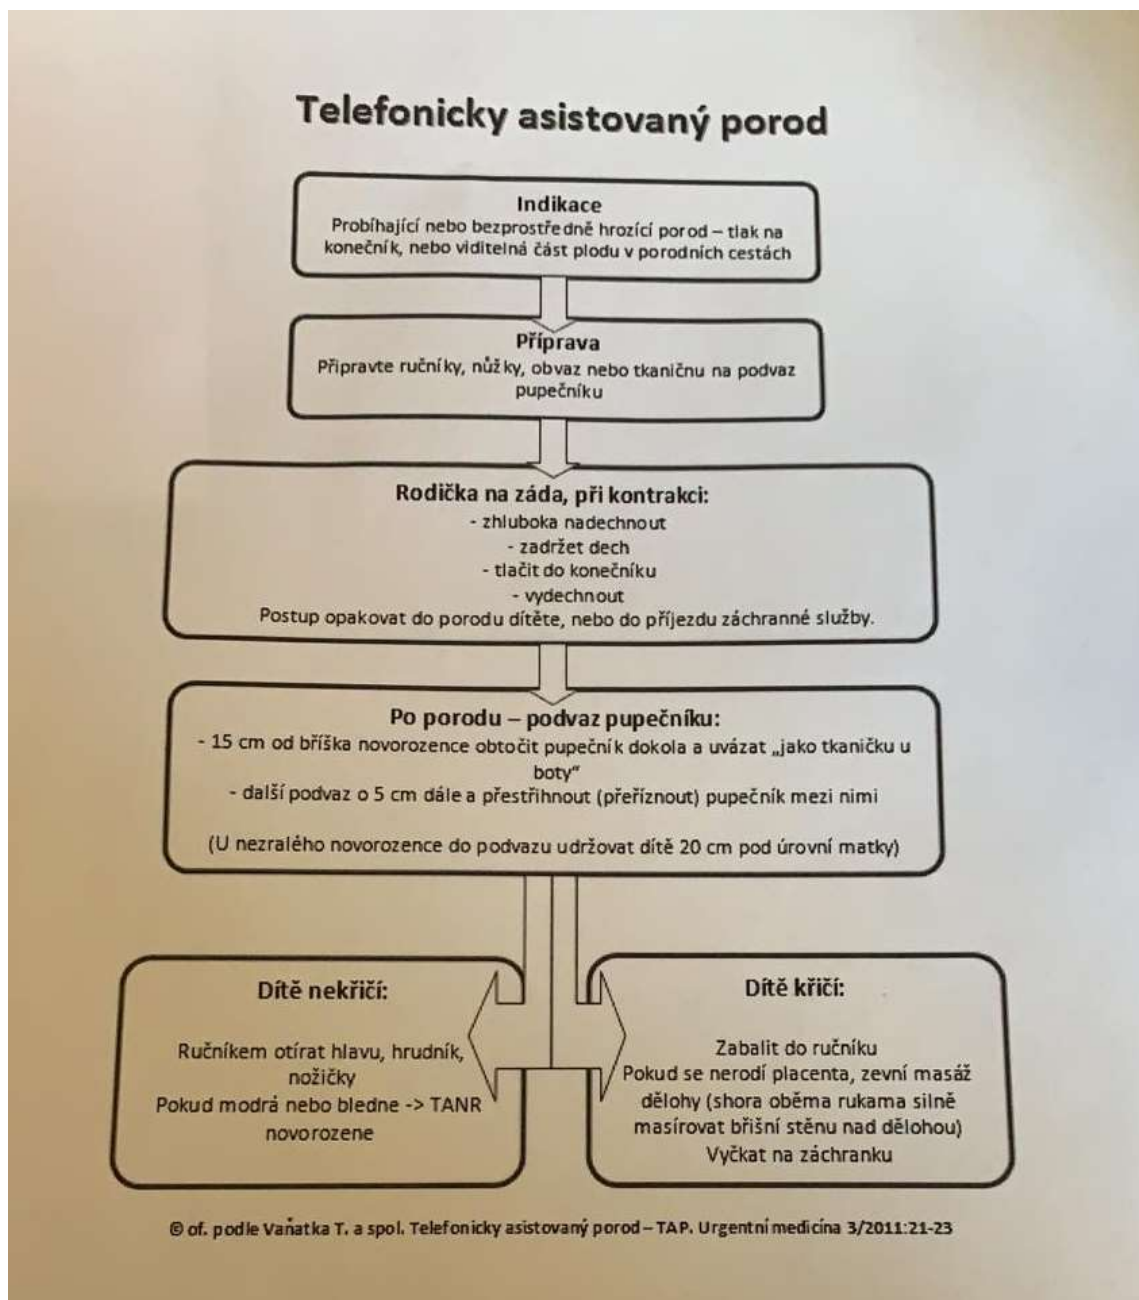 Telefonicky asistovaný porod
Indikace
Probíhající nebo bezprostředně hrozící porod – tlak na
konečník, nebo viditelná část plodu v porodních cestách
Příprava
Připravte ručníky, nůžky, obvaz nebo tkaničnu na podvaz
pupečníku
Rodička na záda, při kontrakci:
- zhluboka nadechnout
- zadržet dech
- tlačit do konečníku
- vydechnout
Postup opakovat do porodu dítěte, nebo do příjezdu záchranné služby.
Po porodu – podvaz pupečníku:
- 15 cm od bříška novorozence obtočit pupečník dokola a uvázat „jako tkaničku u
boty“
- další podvaz o 5 cm dále a přestřihnout (přeříznout) pupečník mezi nimi
(U nezralého novorozence do podvazu udržovat dítě 20 cm pod úrovní matky)
Dítě nekřičí:
Ručníkem otírat hlavu, hrudník,
nožičky
Pokud modrá nebo bledne -> TANR
novorozene
Dítě křičí:
Zabalit do ručníku
Pokud se nerodí placenta, zevní masáž
dělohy (shora oběma rukama silně
masírovat břišní stěnu nad dělohou)
Vyčkat na záchranku
© of. podle Vaňatka T. a spol. Telefonicky asistovaný porod – TAP. Urgentní medicína 3/2011:21-23